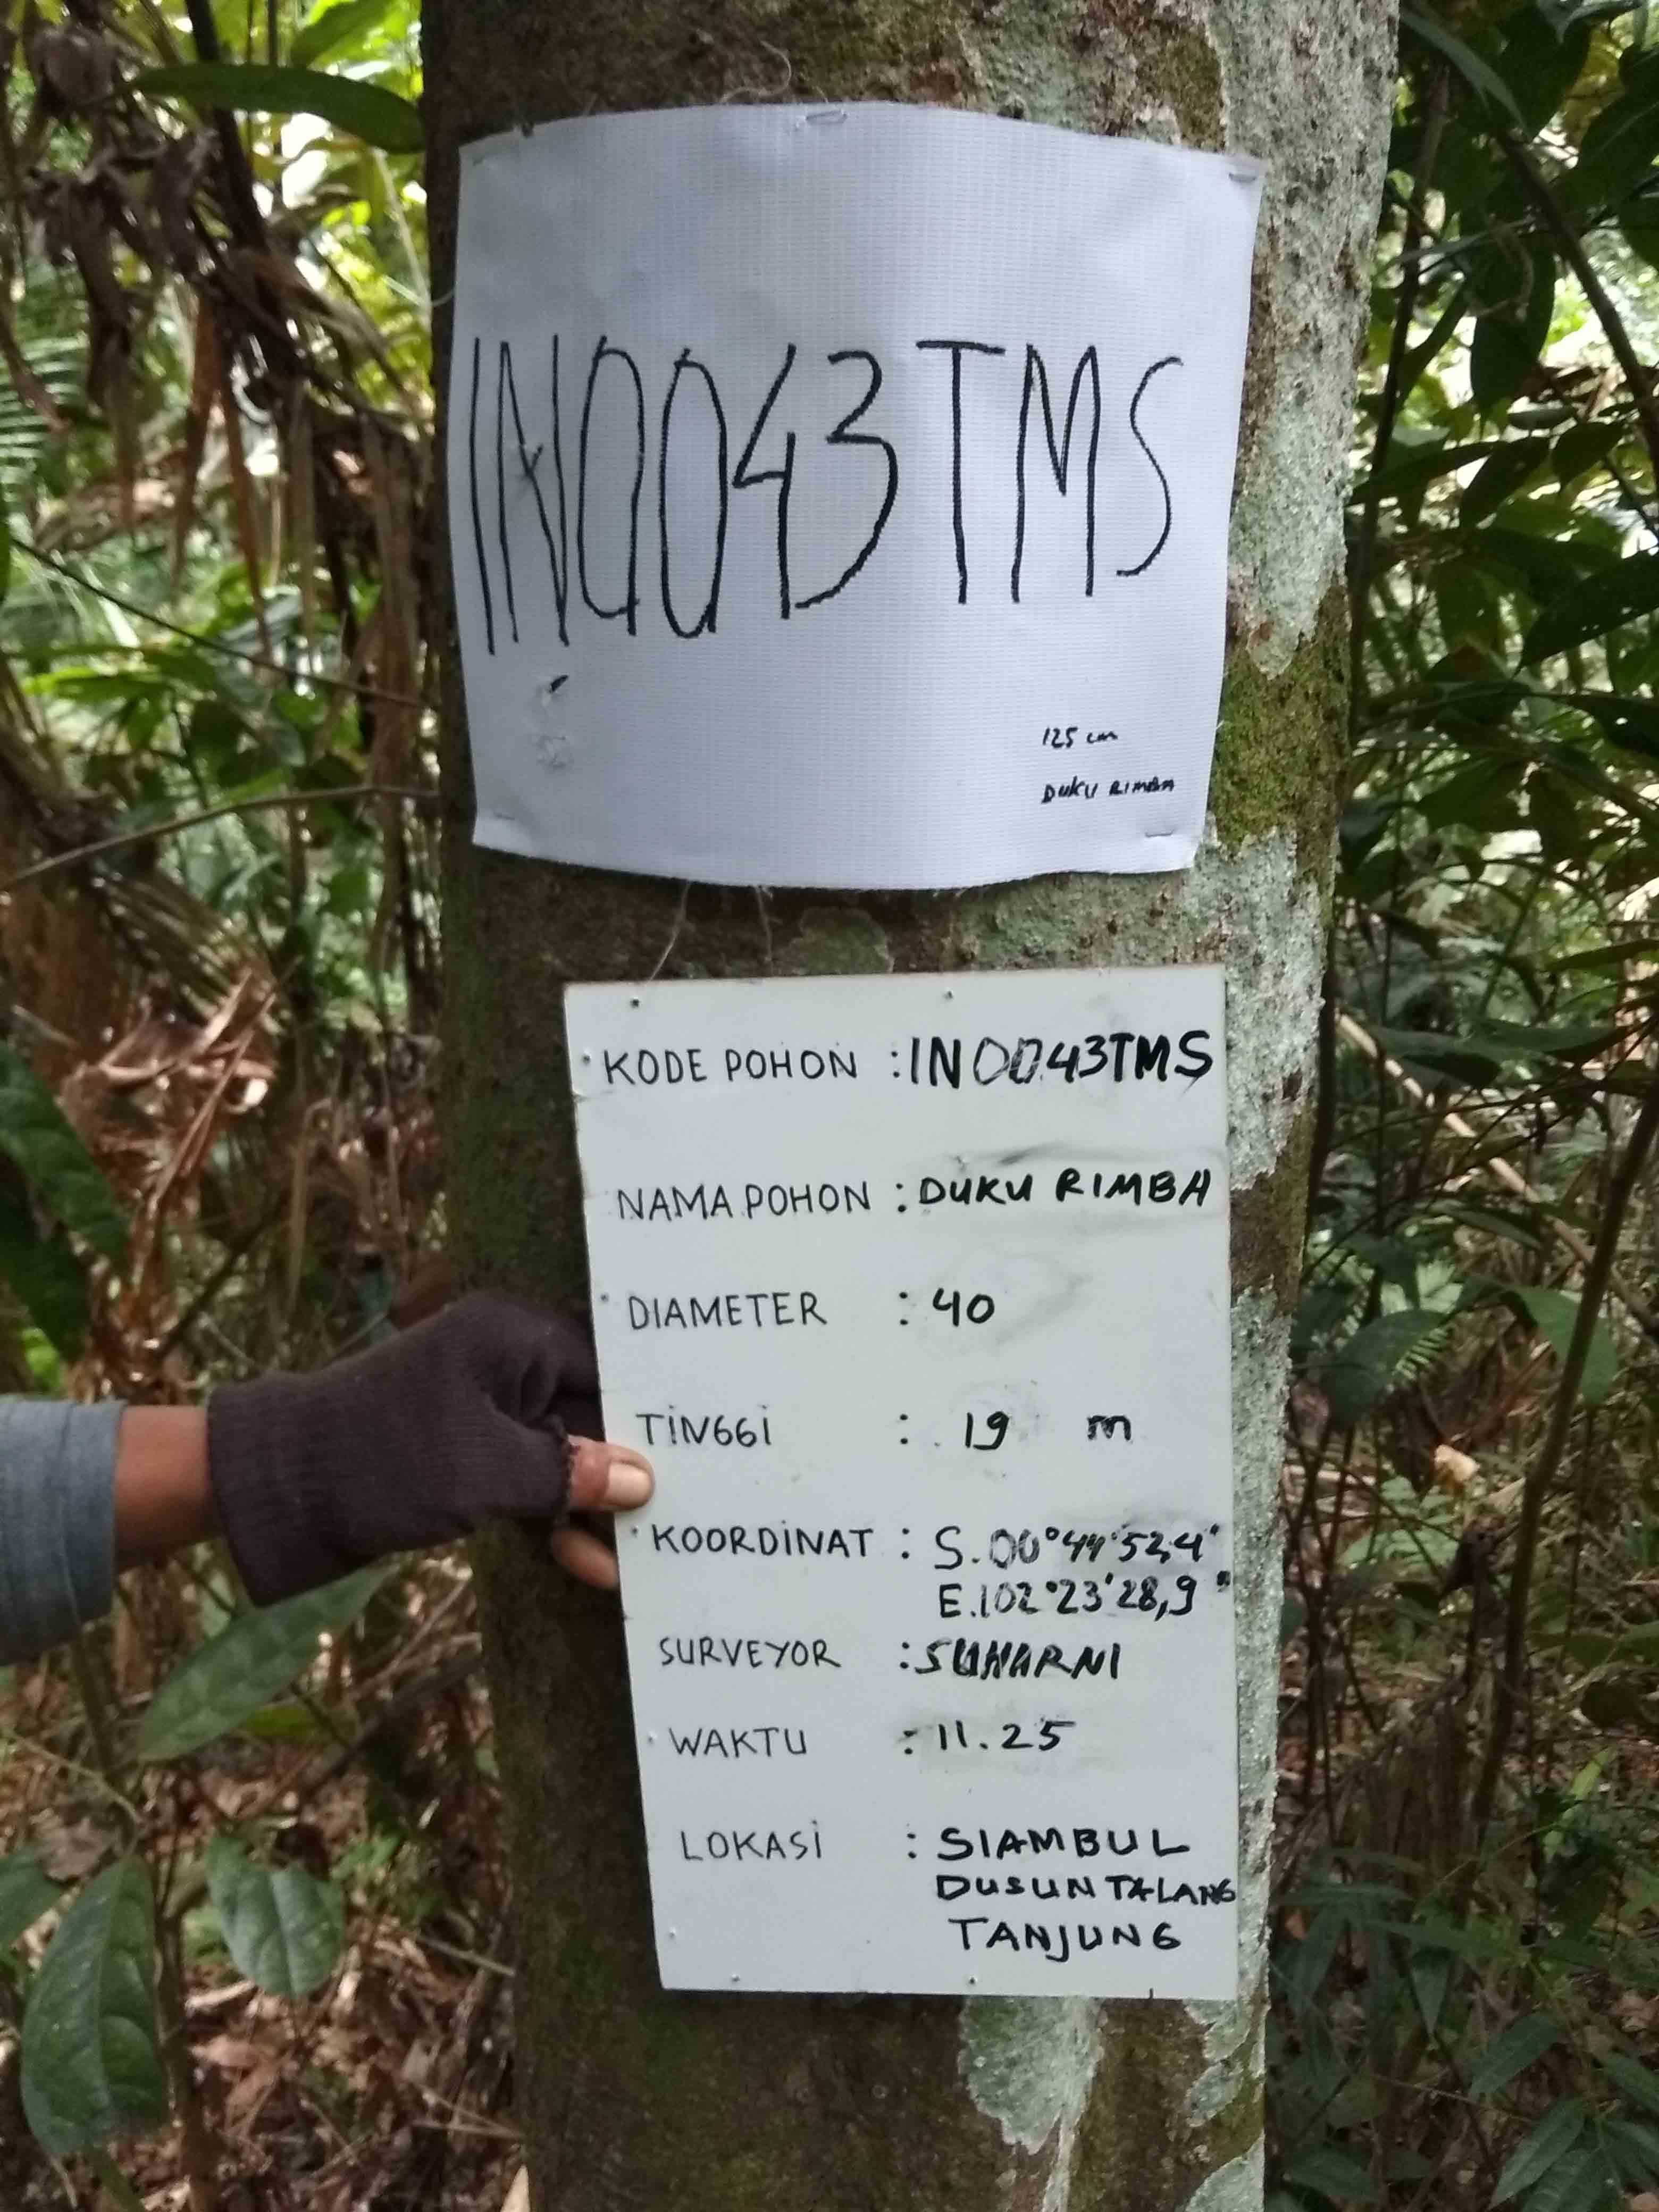 IN0043TMS
125 cm
DUKU RIMBA
KODE POHON : IN0043TMS
NAMA POHON : DUKU RIMBA
DIAMETER : 40
TiNGGi : 19 m
KOORDiNAT : S.00°44'52,4"
E.102°23'28,9"
SURVEYOR : SUHARNI
WAKTU : 11.25
LOKASi : SIAMBUL
DUSUN TALANG
TANJUNG